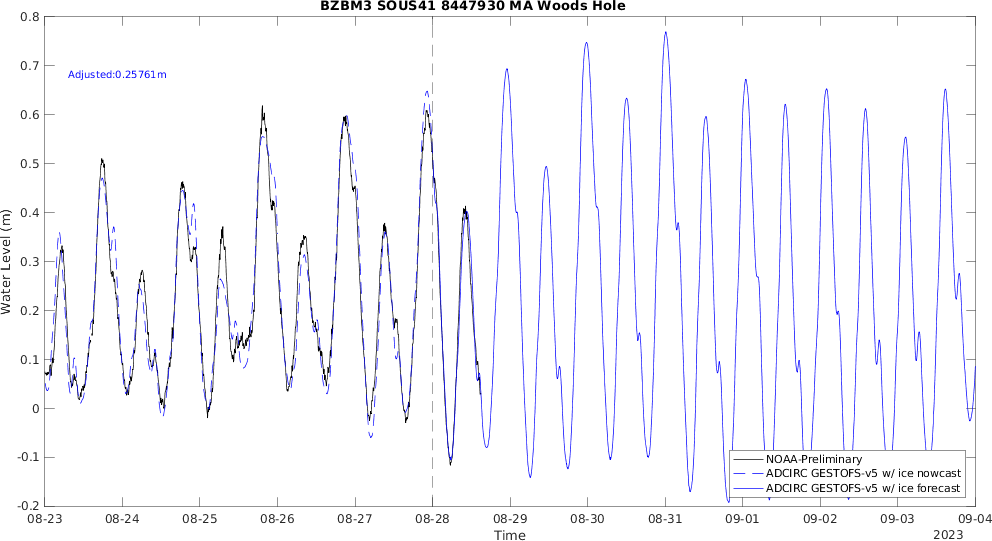 BZBM3 SOUS41 8447930 MA Woods Hole
Adjusted:0.25761m
Water Level (m)
0.8
0.7
0.6
0.5
0.4
0.3
0.2
0.1
0
-0.1
-0.2
NOAA-Preliminary
ADCIRC GESTOFS-v5 w/ ice nowcast
ADCIRC GESTOFS-v5 w/ ice forecast
08-23 08-24 08-25 08-26 08-27 08-28 08-29 08-30 08-31 09-01 09-02 09-03 09-04
Time
2023